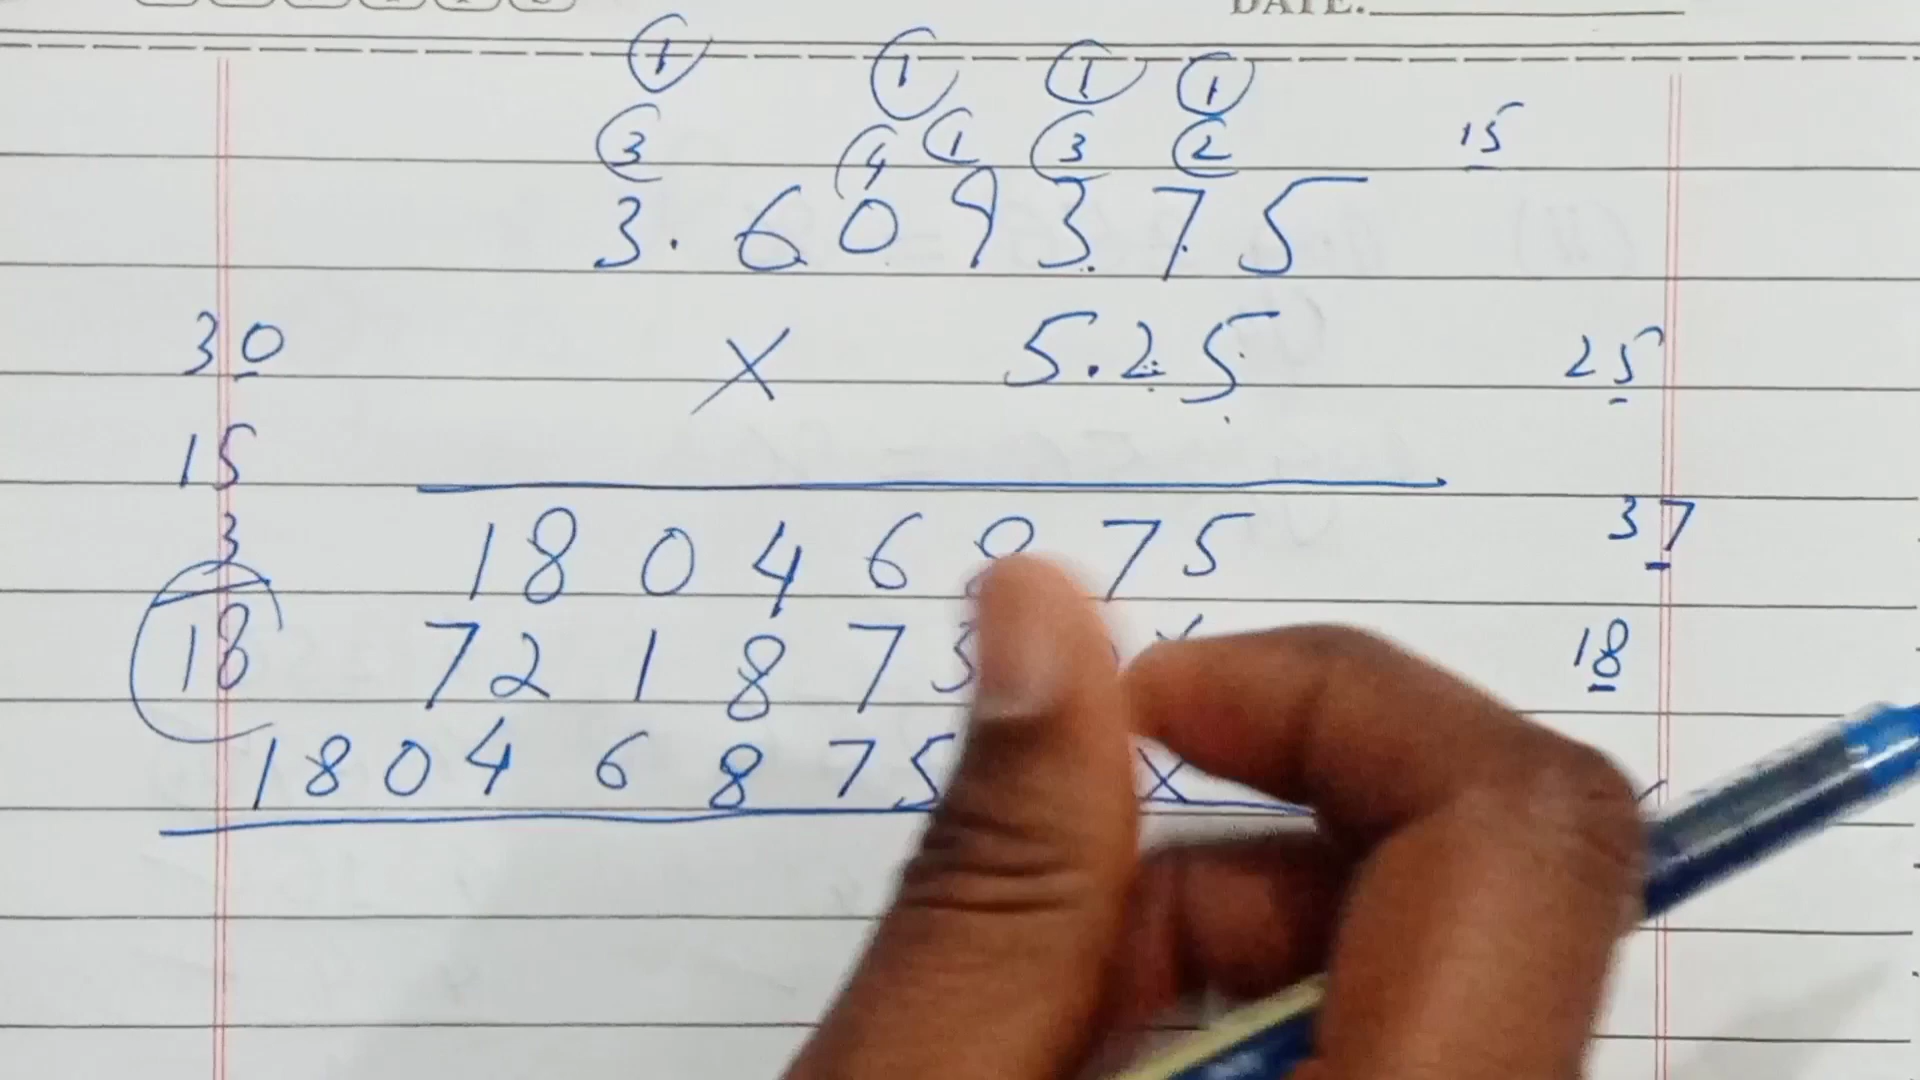 DATE:
1 1 1 1
3 4 1 3 2 15
3.609375
30 × 5.25 25
15
3 18046875 37
18 72187 18
18046875 ×